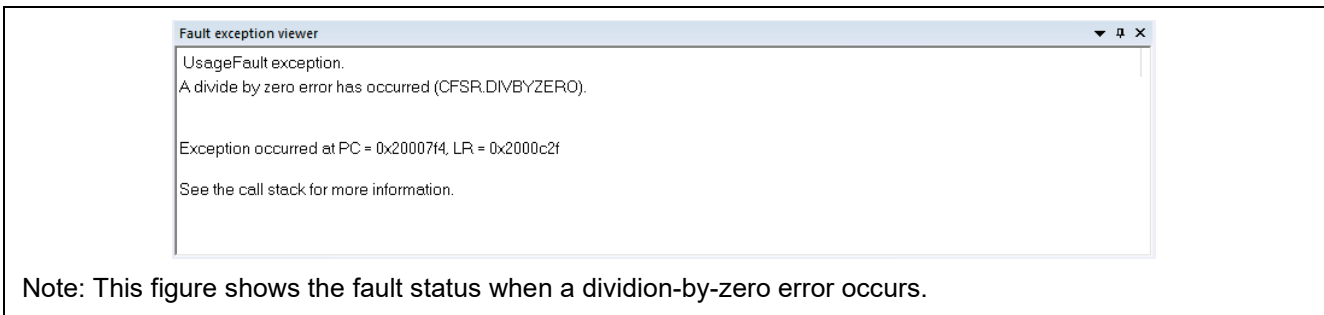 Fault exception viewer
UsageFault exception.
A divide by zero error has occurred (CFSR.DIVBYZERO).
Exception occurred at PC = 0x20007f4, LR = 0x2000c2f
See the call stack for more information.
Note: This figure shows the fault status when a dividion-by-zero error occurs.